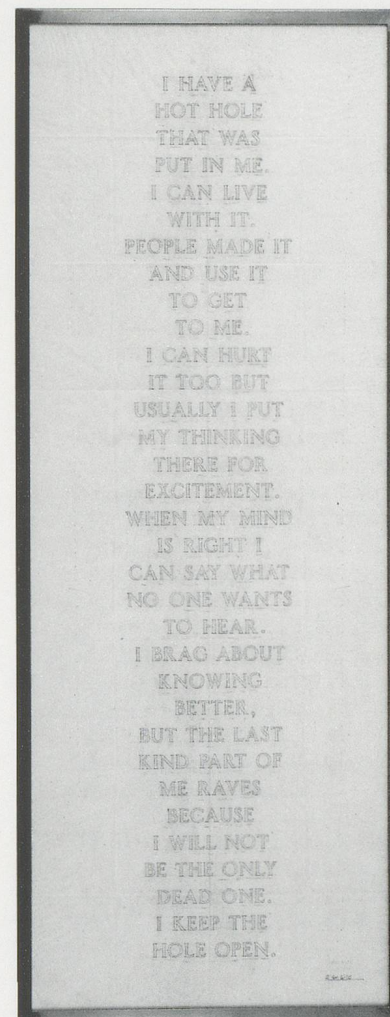 I HAVE A
HOT HOLE
THAT WAS
PUT IN ME.
I CAN LIVE
WITH IT.
PEOPLE MADE IT
AND USE IT
TO GET
TO ME.
I CAN HURT
IT TOO BUT
USUALLY I PUT
MY THINKING
THERE FOR
EXCITEMENT.
WHEN MY MIND
IS RIGHT I
CAN SAY WHAT
NO ONE WANTS
TO HEAR.
I BRAG ABOUT
KNOWING
BETTER,
BUT THE LAST
KIND PART OF
ME RAVES
BECAUSE
I WILL NOT
BE THE ONLY
DEAD ONE.
I KEEP THE
HOLE OPEN.